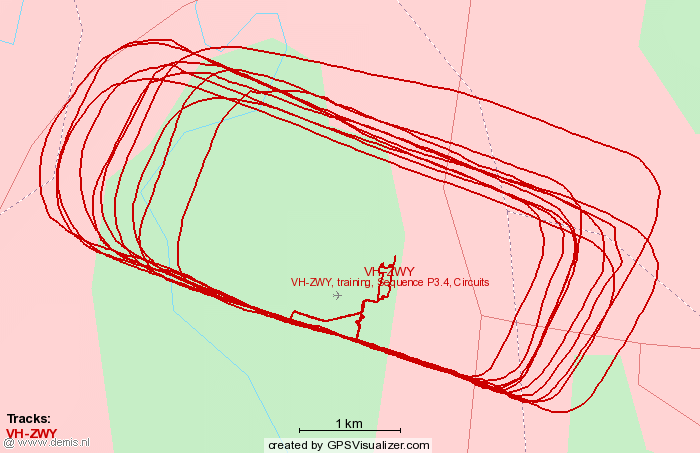 VH-ZWY
VH-ZWY, training, Sequence P3.4, Circuits
Tracks:
VH-ZWY
@ www.demis.nl
1 km
created by GPSVisualizer.com